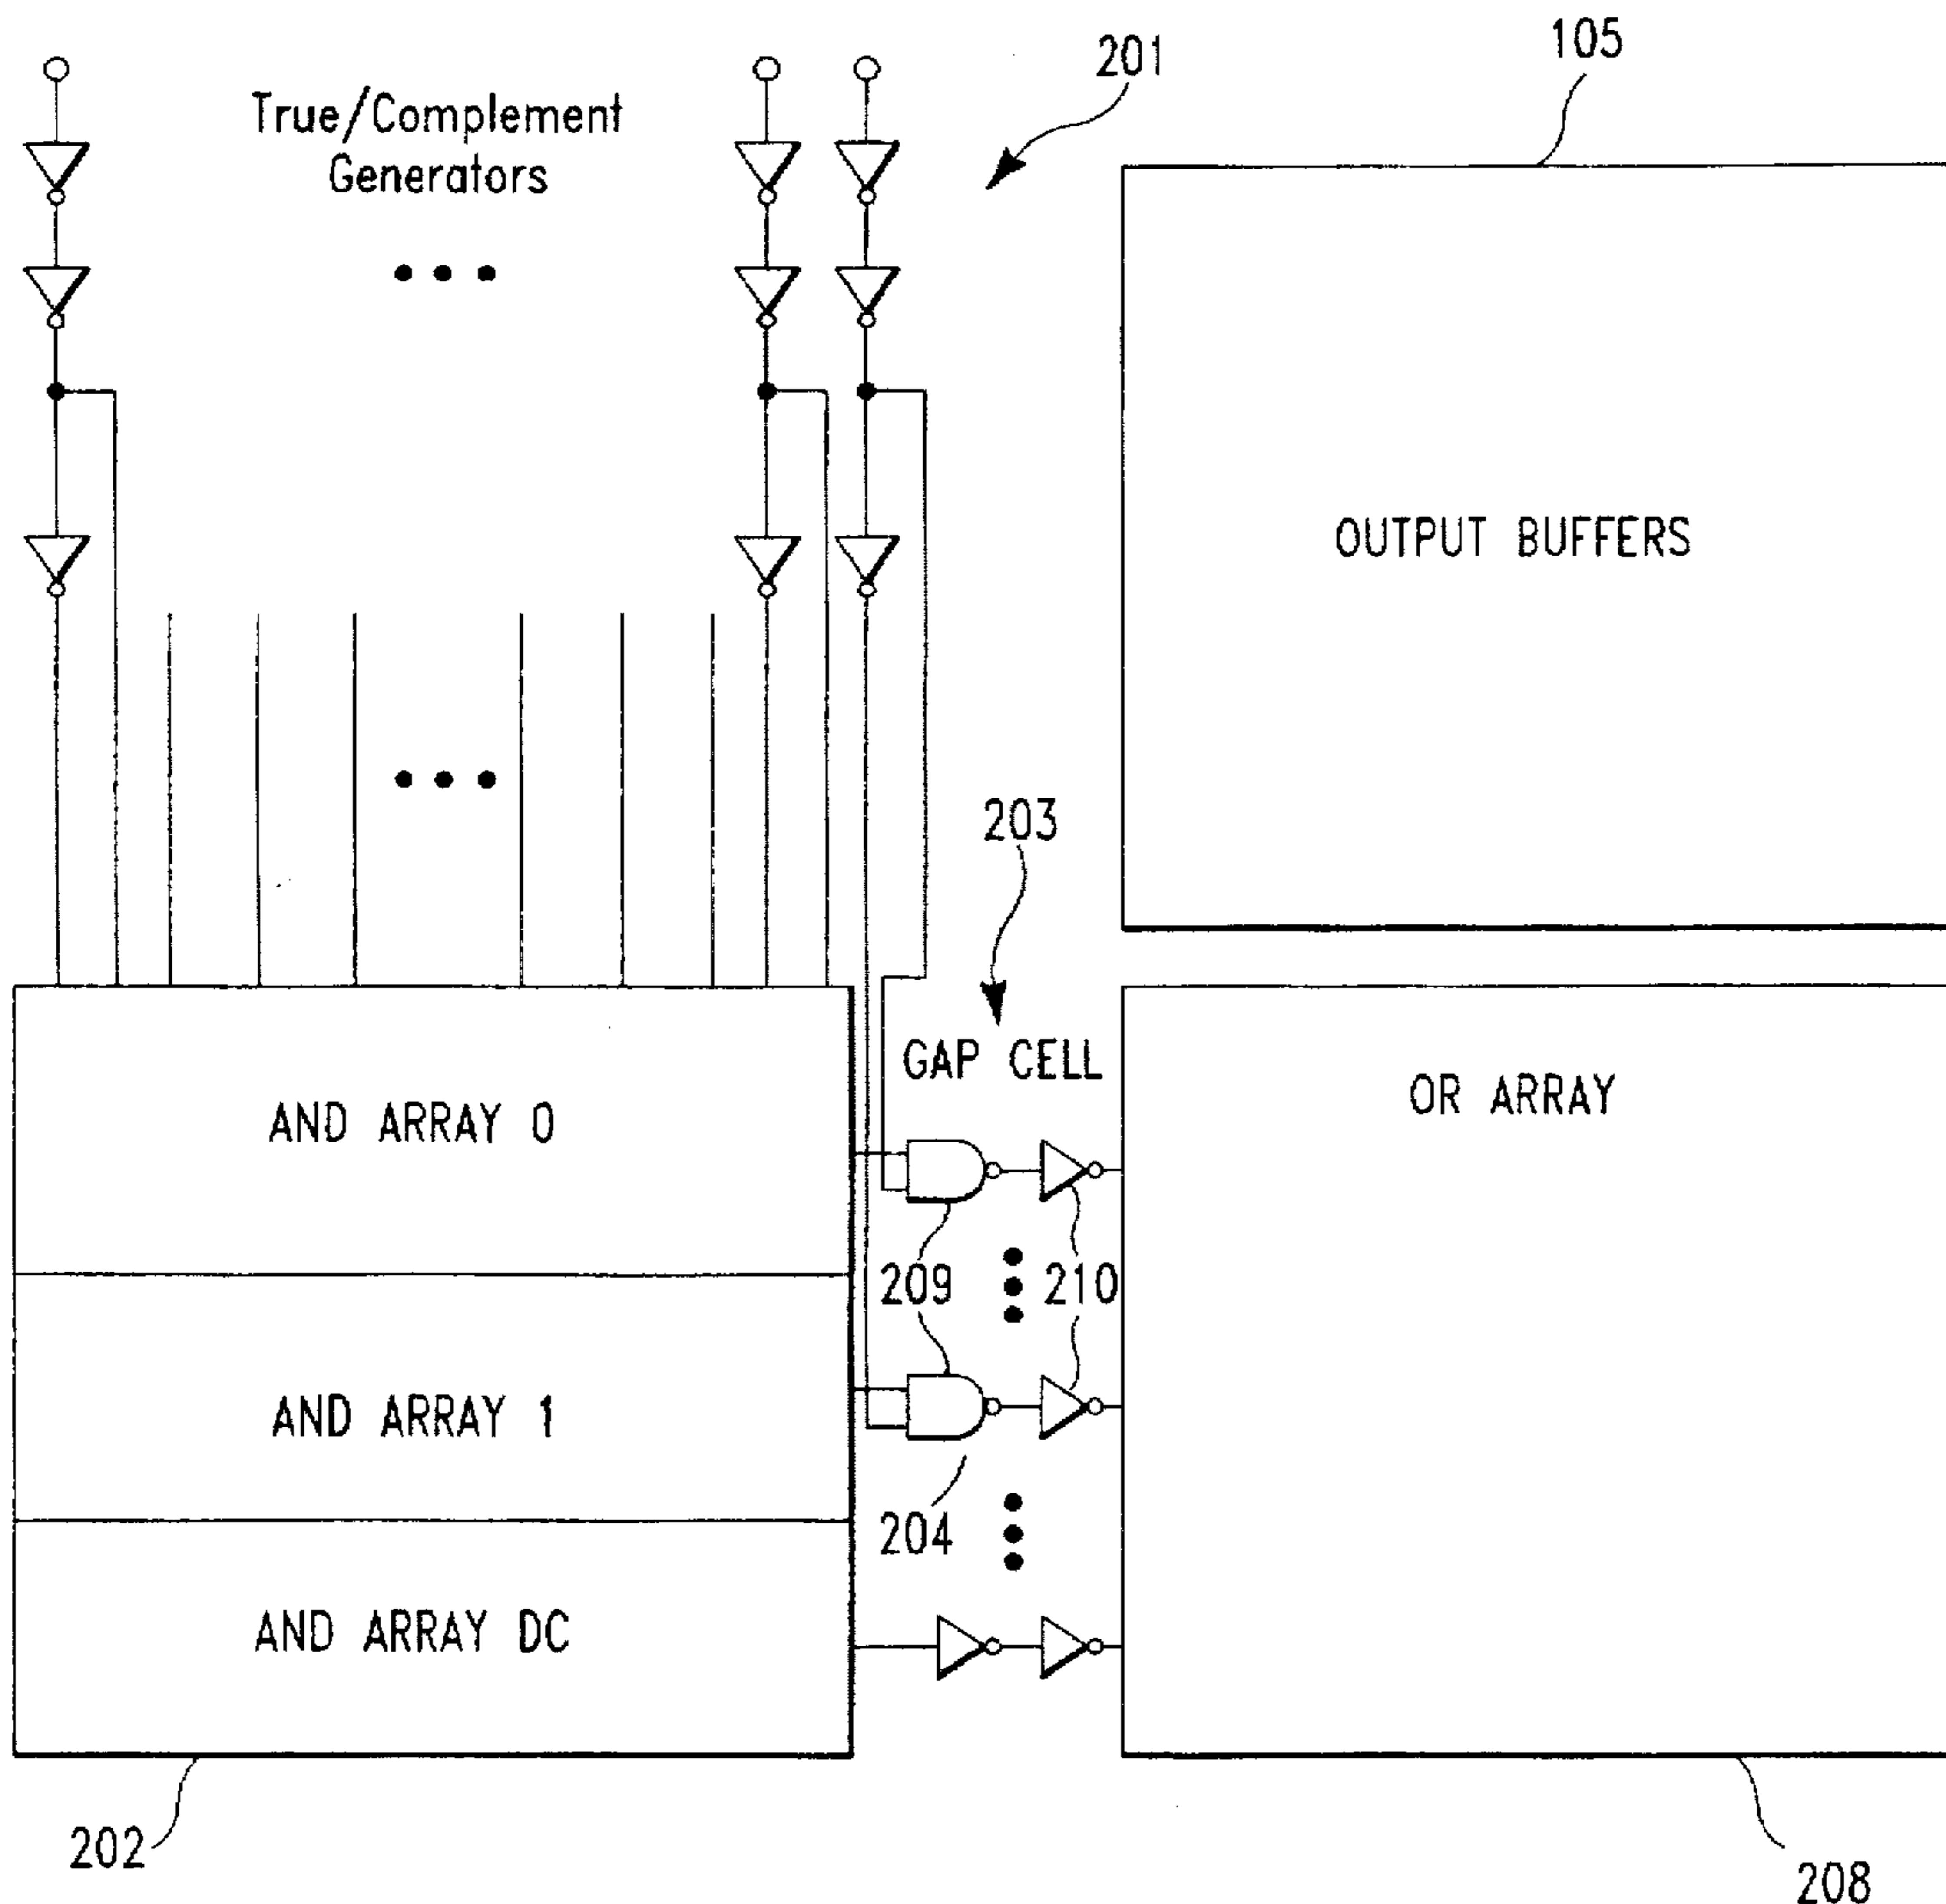 201
105
True/Complement
Generators
OUTPUT BUFFERS
203
GAP CELL
AND ARRAY 0
OR ARRAY
209
210
AND ARRAY 1
204
AND ARRAY DC
202
208